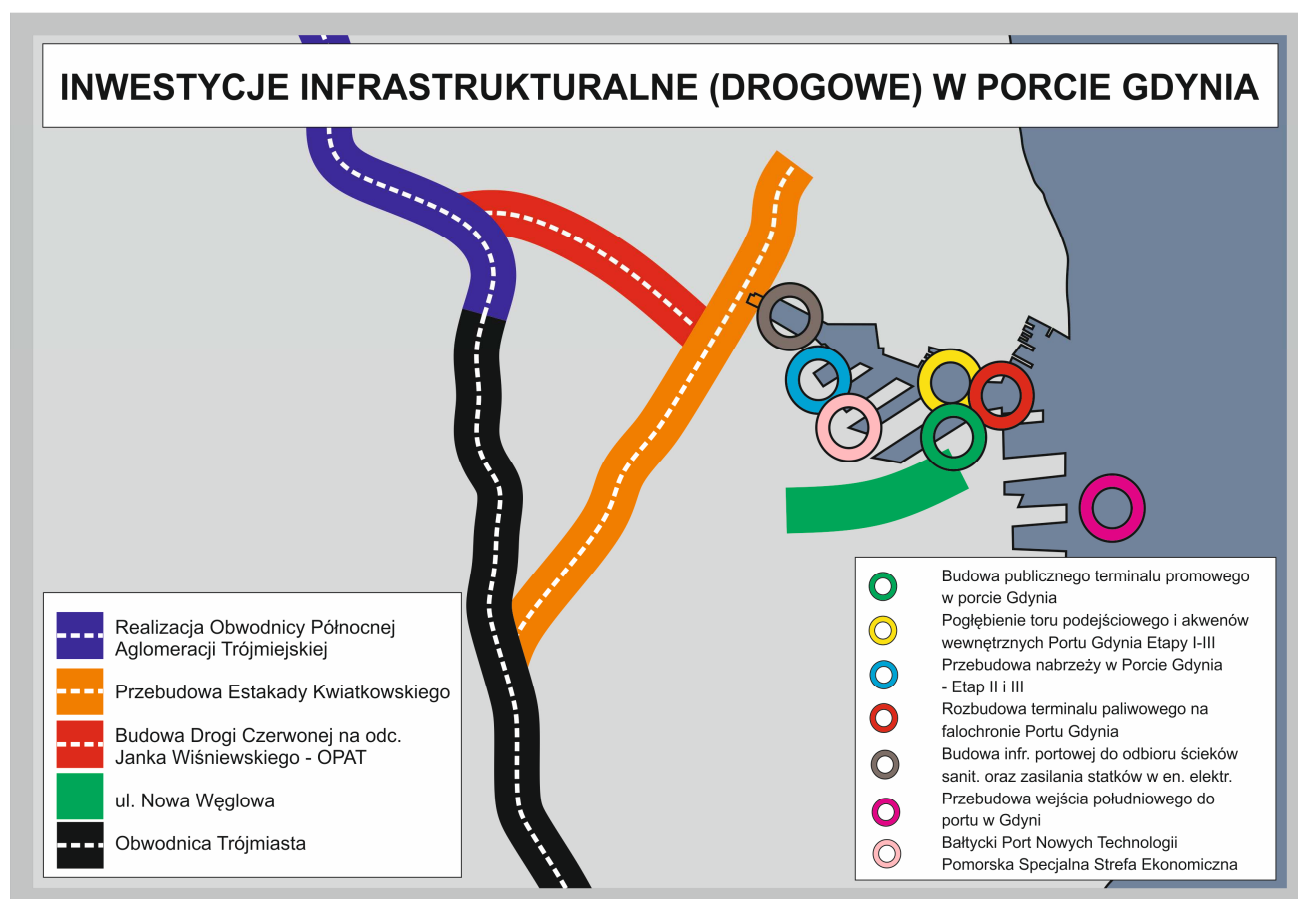 INWESTYCJE INFRASTRUKTURALNE (DROGOWE) W PORCIE GDYNIA
Realizacja Obwodnicy Północnej
Aglomeracji Trójmiejskiej
Przebudowa Estakady Kwiatkowskiego
Budowa Drogi Czerwonej na odc.
Janka Wiśniewskiego - OPAT
ul. Nowa Węglowa
Obwodnica Trójmiasta
Budowa publicznego terminalu promowego
w porcie Gdynia
Pogłębienie toru podejściowego i akwenów
wewnętrznych Portu Gdynia Etapy I-III
Przebudowa nabrzeży w Porcie Gdynia
- Etap II i III
Rozbudowa terminalu paliwowego na
falochronie Portu Gdynia
Budowa infr. portowej do odbioru ścieków
sanit. oraz zasilania statków w en. elektr.
Przebudowa wejścia południowego do
portu w Gdyni
Bałtycki Port Nowych Technologii
Pomorska Specjalna Strefa Ekonomiczna